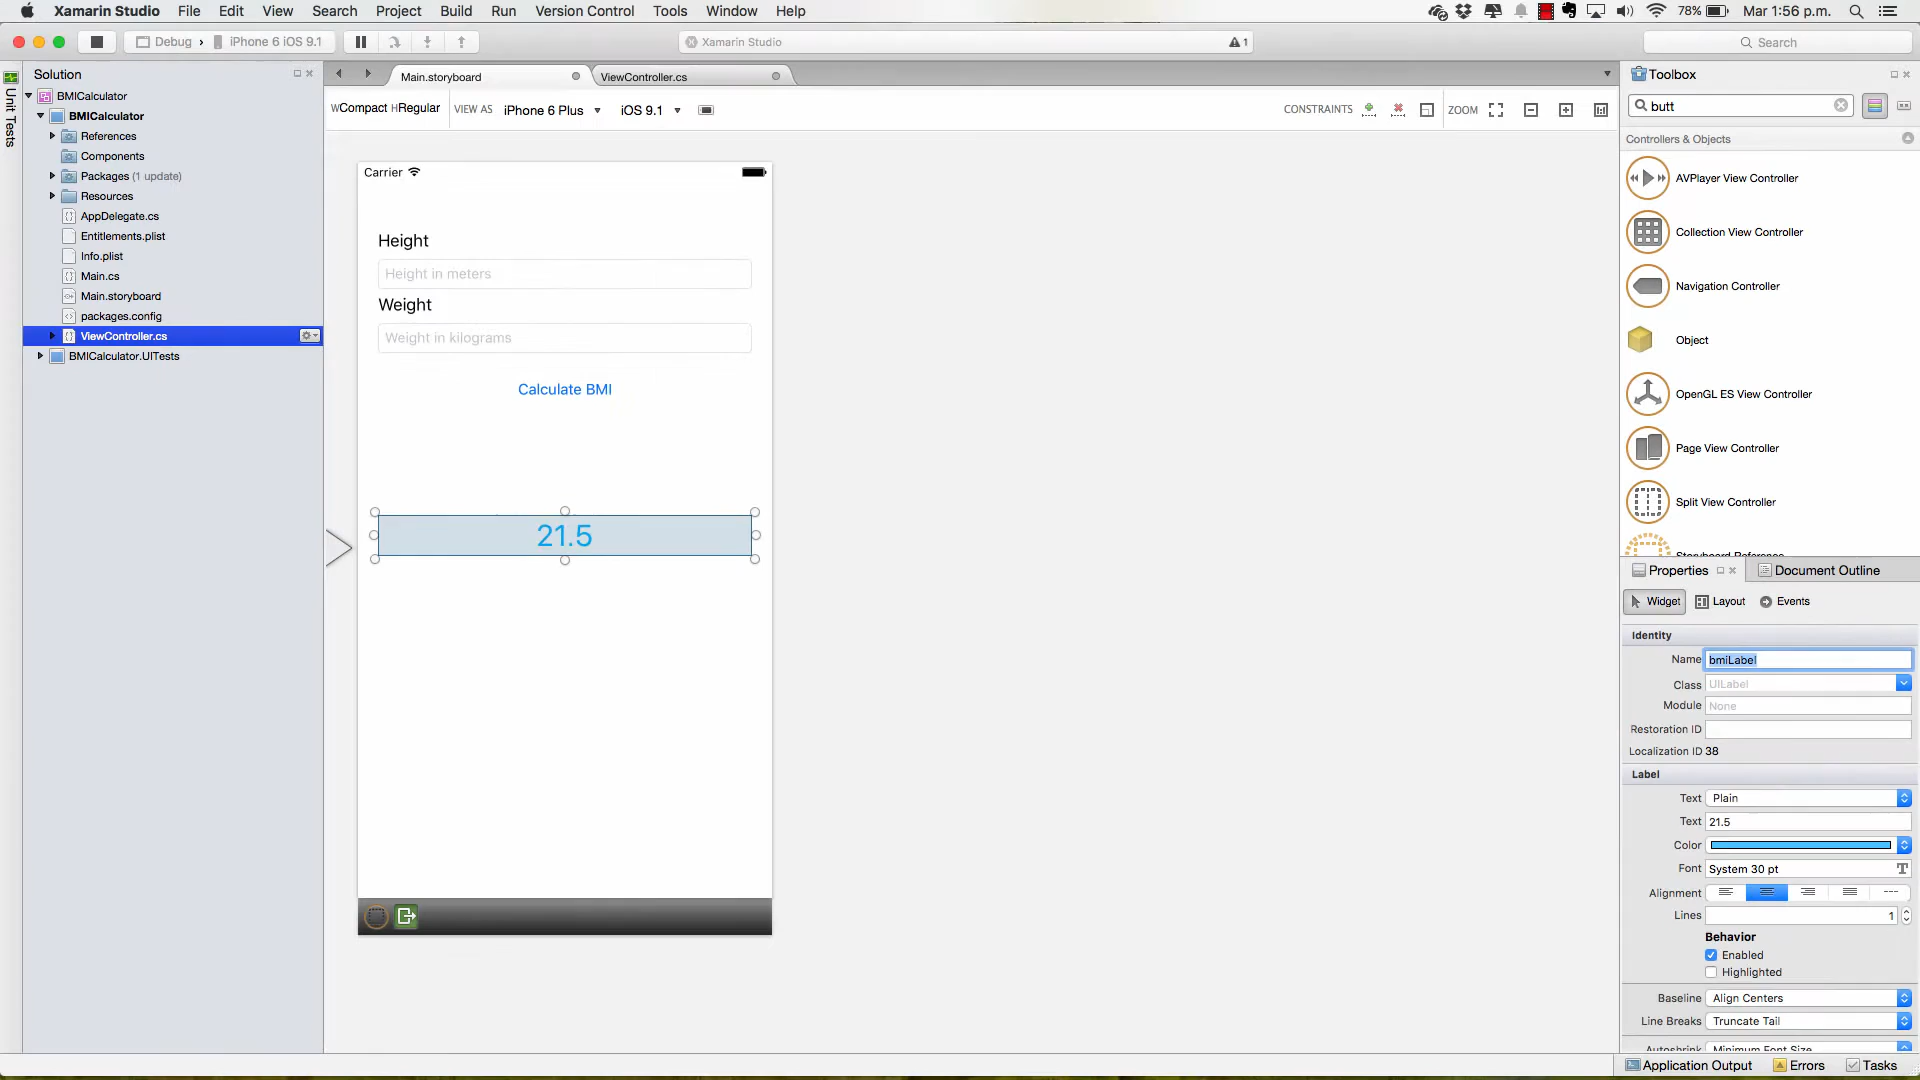 Xamarin Studio File Edit View Search Project Build Run Version Control Tools Window Help 78% Mar 1:56 p.m.
Debug › iPhone 6 iOS 9.1 Xamarin Studio 1 Search
Solution
Unit Tests
BMICalculator
BMICalculator
References
Components
Packages (1 update)
Resources
AppDelegate.cs
Entitlements.plist
Info.plist
Main.cs
Main.storyboard
packages.config
ViewController.cs
BMICalculator.UITests
Main.storyboard ViewController.cs
wCompact HRegular VIEW AS iPhone 6 Plus iOS 9.1 CONSTRAINTS ZOOM
Carrier
Height
Height in meters
Weight
Weight in kilograms
Calculate BMI
21.5
Toolbox
butt
Controllers & Objects
AVPlayer View Controller
Collection View Controller
Navigation Controller
Object
OpenGL ES View Controller
Page View Controller
Split View Controller
Storyboard Reference
Properties Document Outline
Widget Layout Events
Identity
Name bmiLabel
Class UILabel
Module None
Restoration ID
Localization ID 38
Label
Text Plain
Text 21.5
Color
Font System 30 pt
Alignment
Lines 1
Behavior
Enabled
Highlighted
Baseline Align Centers
Line Breaks Truncate Tail
Autoshrink Minimum Font Size
Application Output Errors Tasks